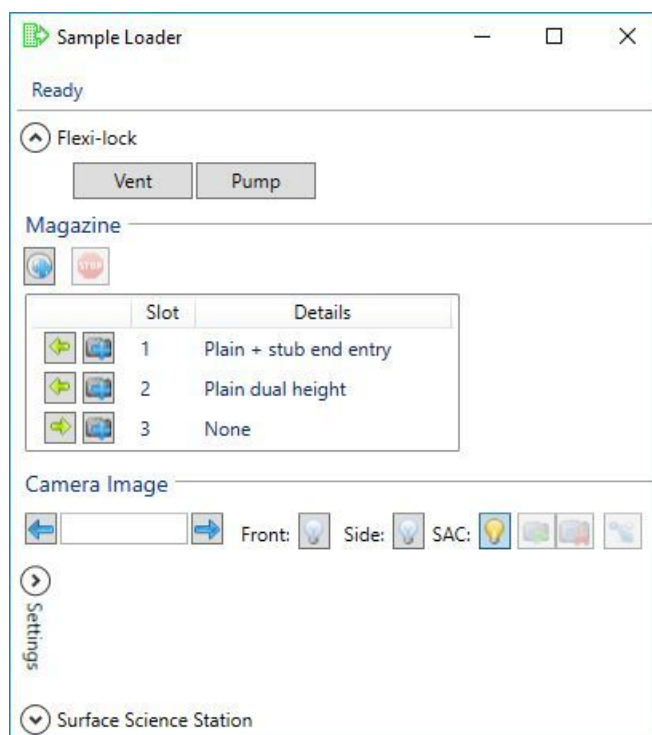 Sample Loader
Ready
Flexi-lock
Vent Pump
Magazine
STOP
Slot Details
1 Plain + stub end entry
2 Plain dual height
3 None
Camera Image
Front: Side: SAC:
Settings
Surface Science Station